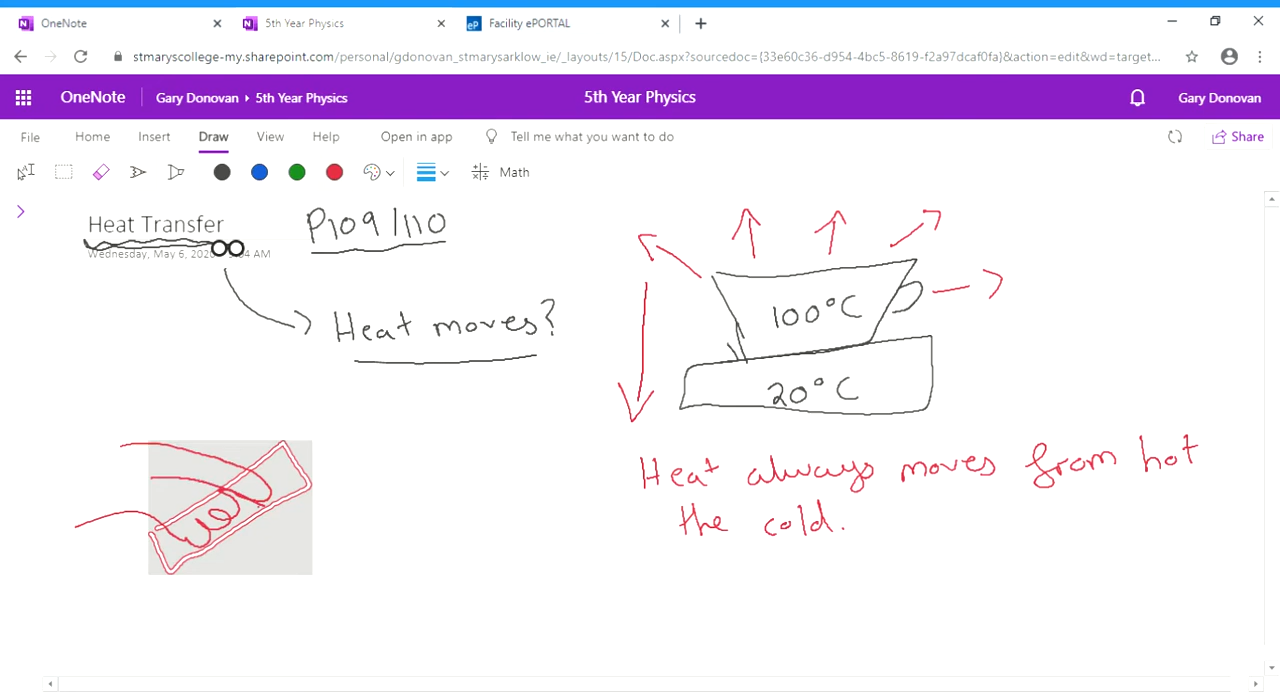 OneNote
5th Year Physics
Facility ePORTAL
stmaryscollege-my.sharepoint.com/personal/gdonovan_stmarysarklow_ie/_layouts/15/Doc.aspx?sourcedoc={33e60c36-d954-4bc5-8619-f2a97dcaf0fa}&action=edit&wd=target...
OneNote Gary Donovan 5th Year Physics 5th Year Physics Gary Donovan
File Home Insert Draw View Help Open in app Tell me what you want to do Share
Math
Heat Transfer
P109/110
Wednesday, May 6, 2020 AM
Heat moves?
100°C
20°C
Heat always moves from hot
the cold.